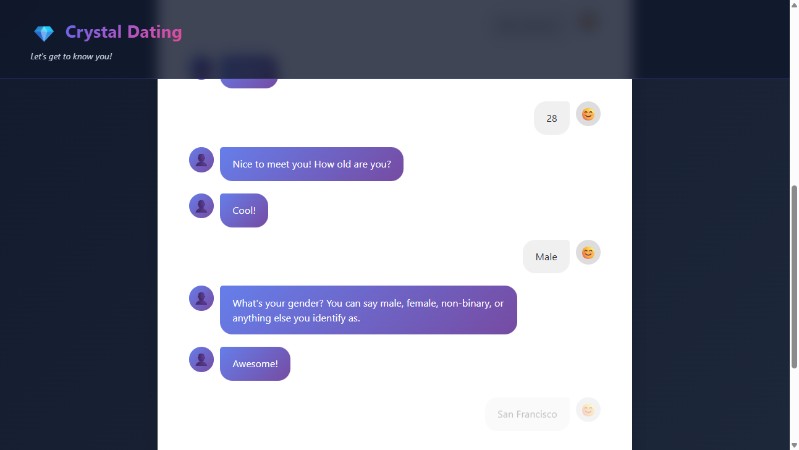 Crystal Dating
Let's get to know you!
28
Nice to meet you! How old are you?
Cool!
Male
What's your gender? You can say male, female, non-binary, or
anything else you identify as.
Awesome!
San Francisco